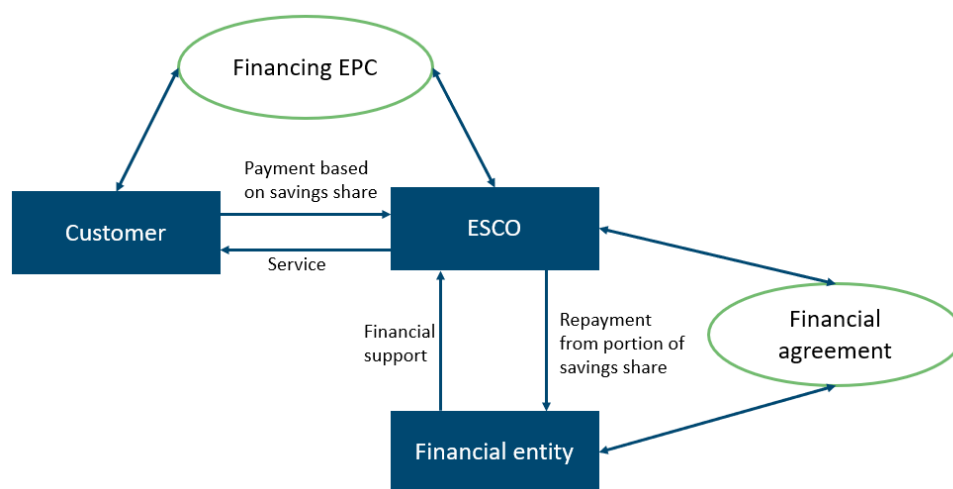 Financing EPC
Payment based
on savings share
Customer
ESCO
Service
Financial
support
Repayment
from portion of
savings share
Financial
agreement
Financial entity